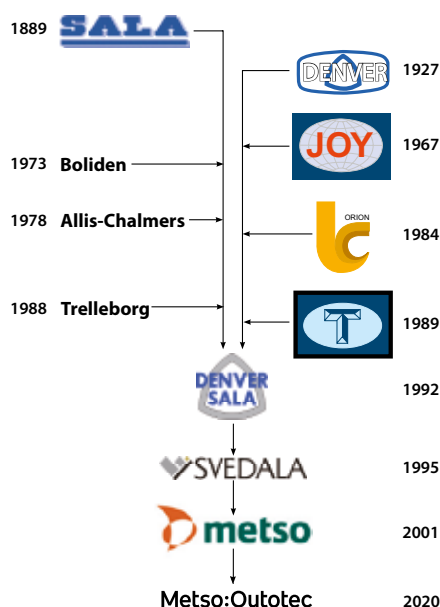 1889 SALA
DENVER 1927
JOY 1967
1973 Boliden
1978 Allis-Chalmers
ORION 1984
1988 Trelleborg
T 1989
DENVER
SALA
1992
SVEDALA 1995
metso 2001
Metso:Outotec 2020